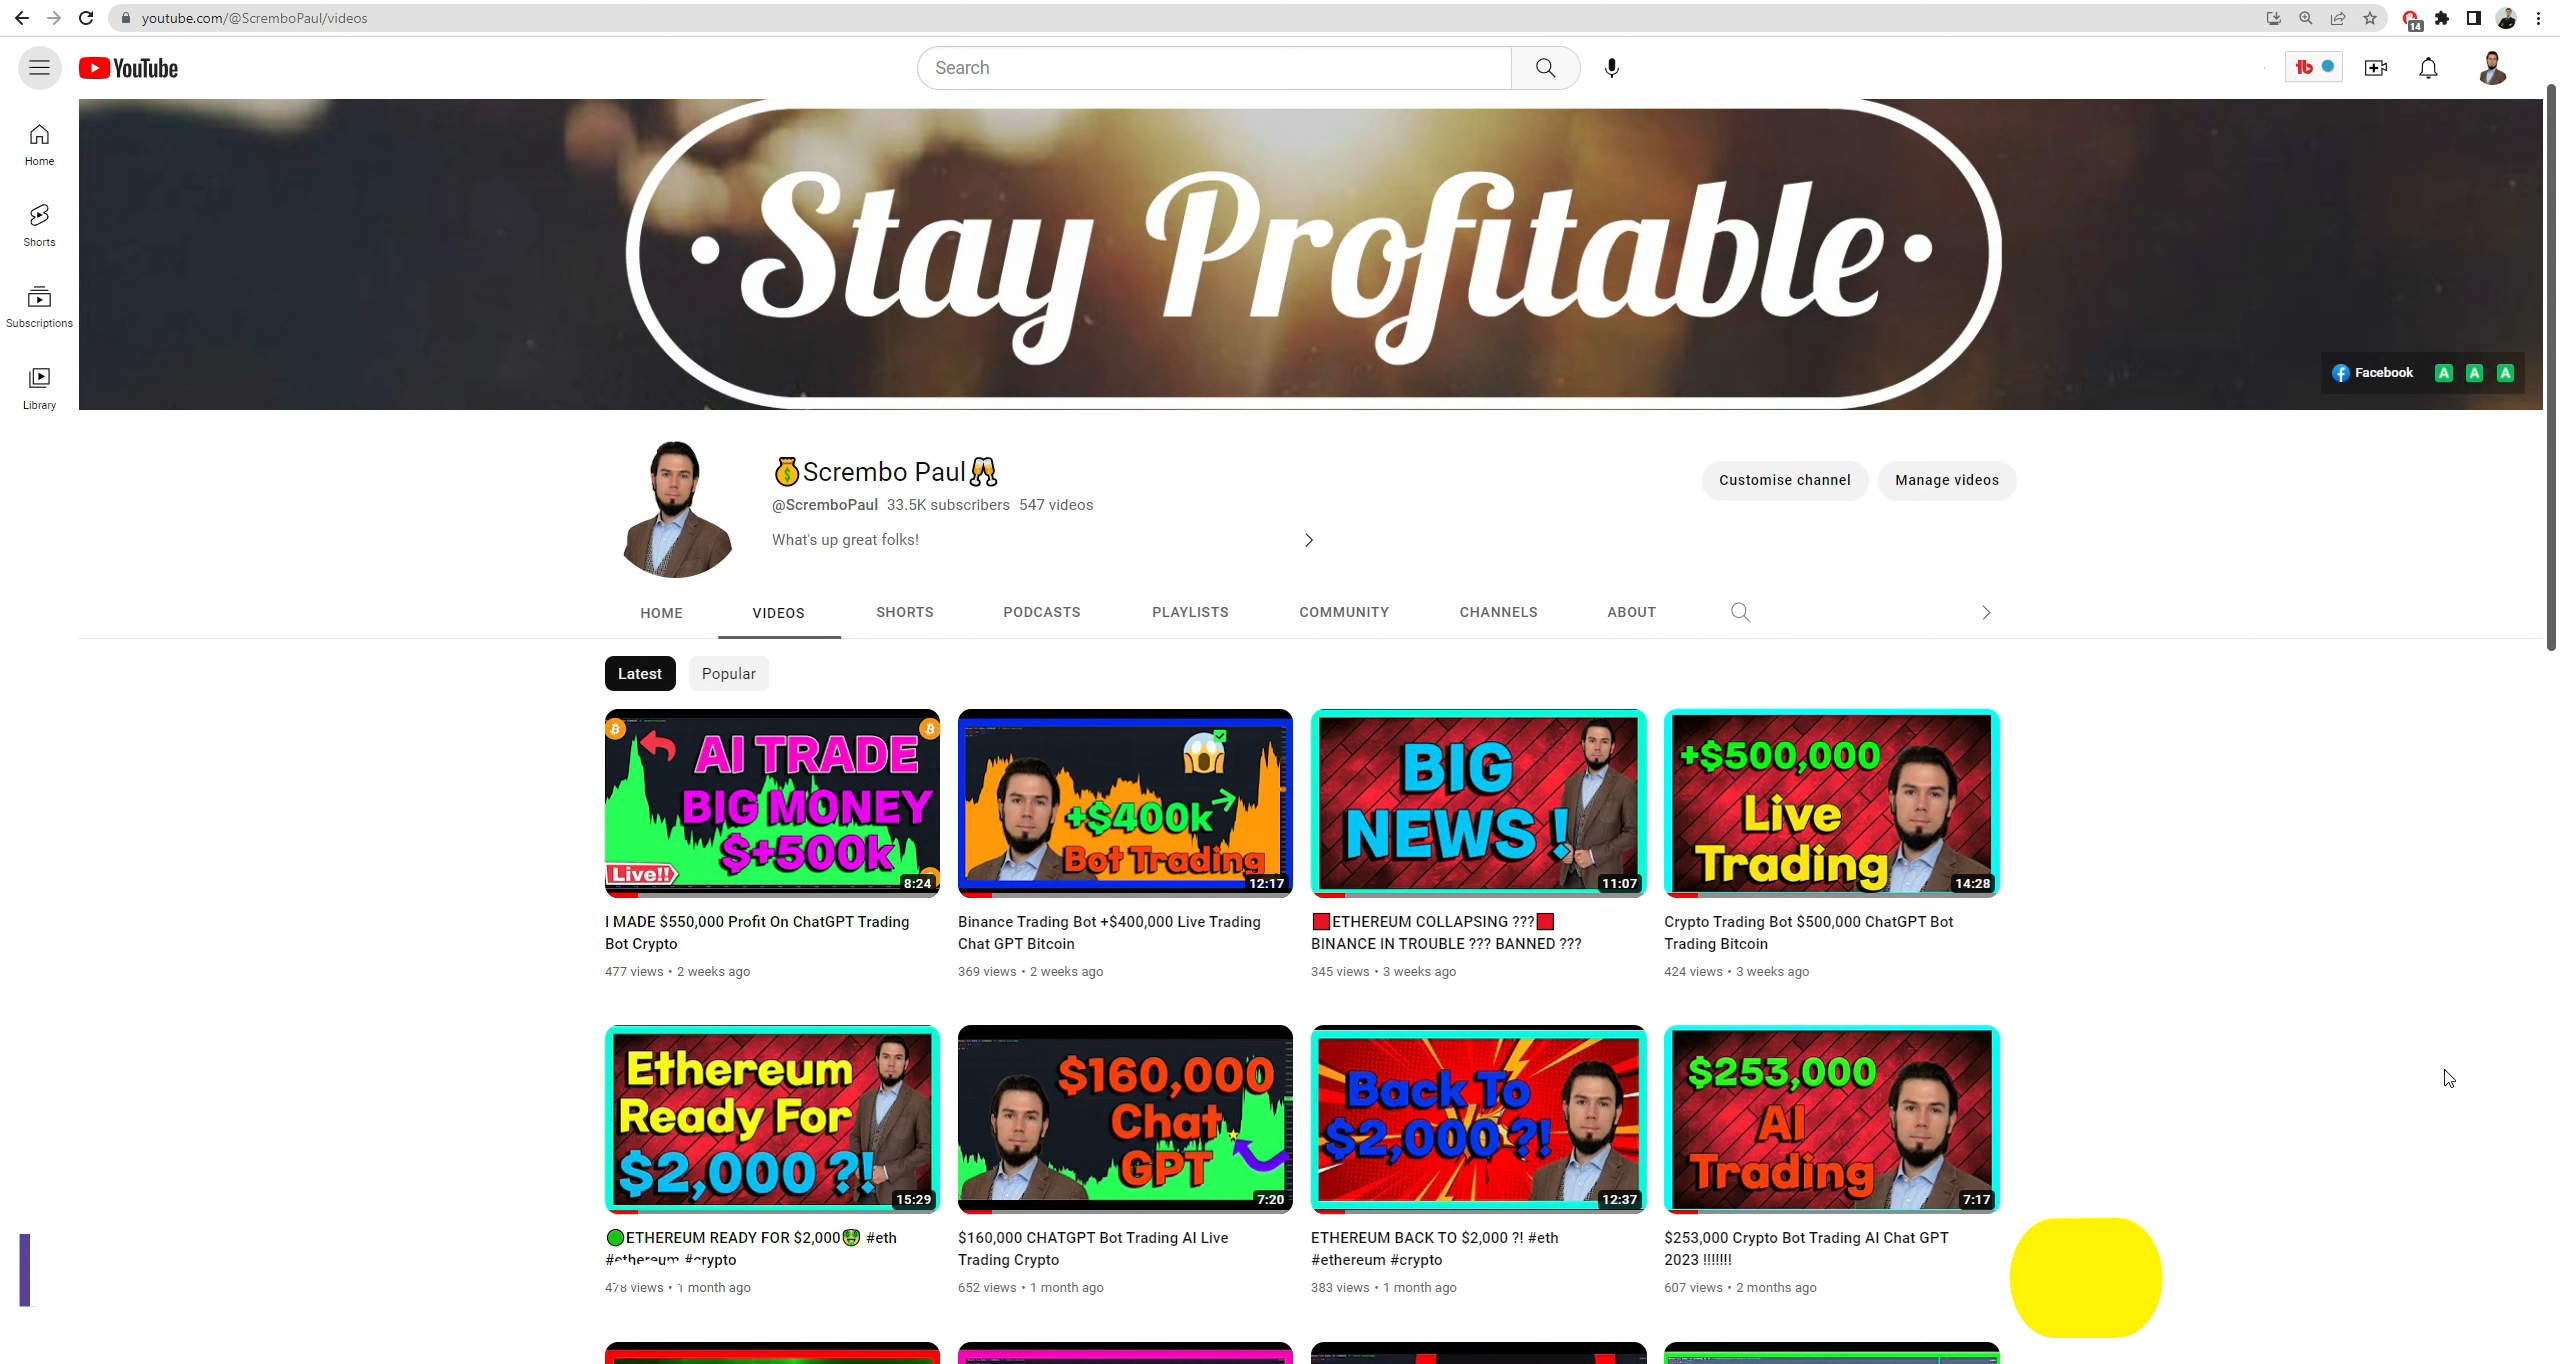 youtube.com/@ScremboPaul/videos
14
YouTube
Search
tb
Home
Shorts
Subscriptions
Library
Stay Profitable
Facebook
A A A
Scrembo Paul
@ScremboPaul 33.5K subscribers 547 videos
What's up great folks!
Customise channel
Manage videos
HOME VIDEOS SHORTS PODCASTS PLAYLISTS COMMUNITY CHANNELS ABOUT
Latest Popular
AI TRADE
BIG MONEY
$+500k
Live!!
8:24
+$400k
Bot Trading
12:17
BIG
NEWS!
11:07
+$500,000
Live
Trading
14:28
I MADE $550,000 Profit On ChatGPT Trading
Bot Crypto
477 views • 2 weeks ago
Binance Trading Bot +$400,000 Live Trading
Chat GPT Bitcoin
369 views • 2 weeks ago
ETHEREUM COLLAPSING ???
BINANCE IN TROUBLE ??? BANNED ???
345 views • 3 weeks ago
Crypto Trading Bot $500,000 ChatGPT Bot
Trading Bitcoin
424 views • 3 weeks ago
Ethereum
Ready For
$2,000?!
15:29
$160,000
Chat
GPT
7:20
Back To
$2,000?!
12:37
$253,000
AI
Trading
7:17
ETHEREUM READY FOR $2,000 #eth
#ethereum #crypto
478 views • 1 month ago
$160,000 CHATGPT Bot Trading AI Live
Trading Crypto
652 views • 1 month ago
ETHEREUM BACK TO $2,000 ?! #eth
#ethereum #crypto
383 views • 1 month ago
$253,000 Crypto Bot Trading AI Chat GPT
2023 !!!!!!!
607 views • 2 months ago